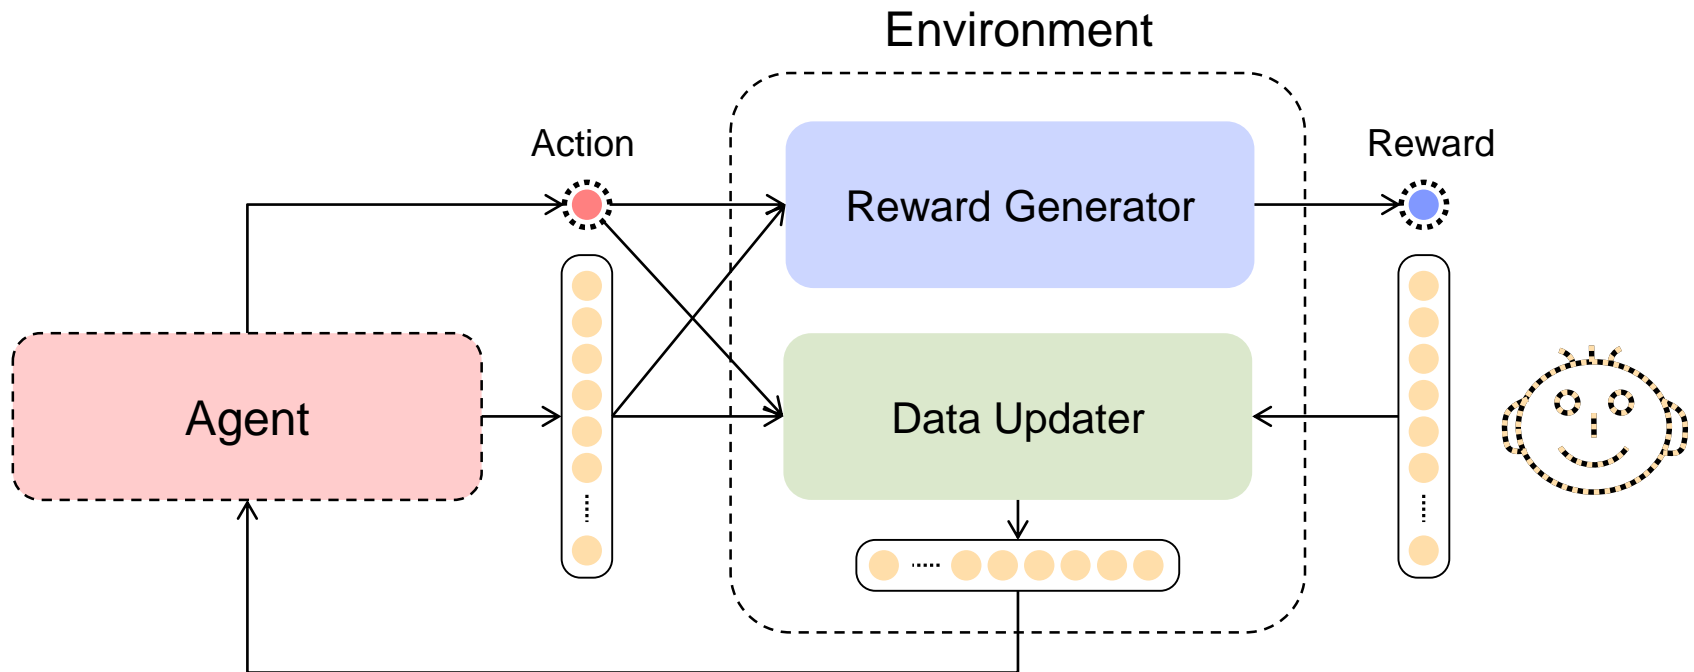 Environment
Action
Reward
Reward Generator
Agent
Data Updater